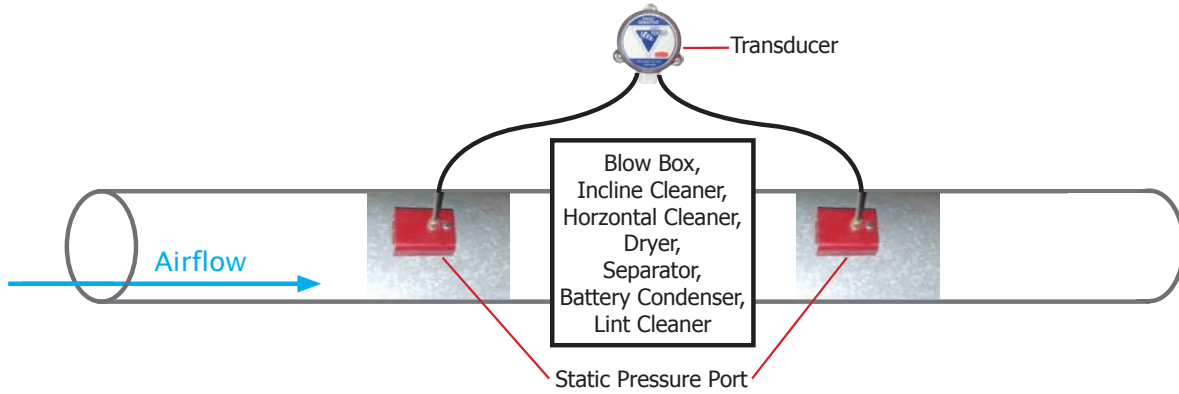 Transducer
Blow Box,
Incline Cleaner,
Horzontal Cleaner,
Dryer,
Separator,
Battery Condenser,
Lint Cleaner
Airflow
Static Pressure Port